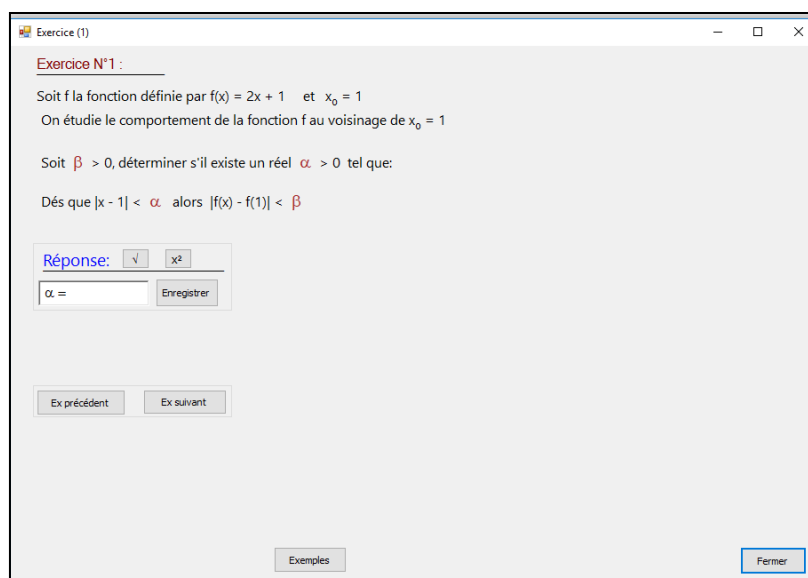 Exercice (1)
Exercice N°1 :
Soit f la fonction définie par f(x) = 2x + 1 et x₀ = 1
On étudie le comportement de la fonction f au voisinage de x₀ = 1
Soit β > 0, déterminer s'il existe un réel α > 0 tel que:
Dés que |x - 1| < α alors |f(x) - f(1)| < β
Réponse: √ x²
α = Enregistrer
Ex précédent Ex suivant
Exemples Fermer